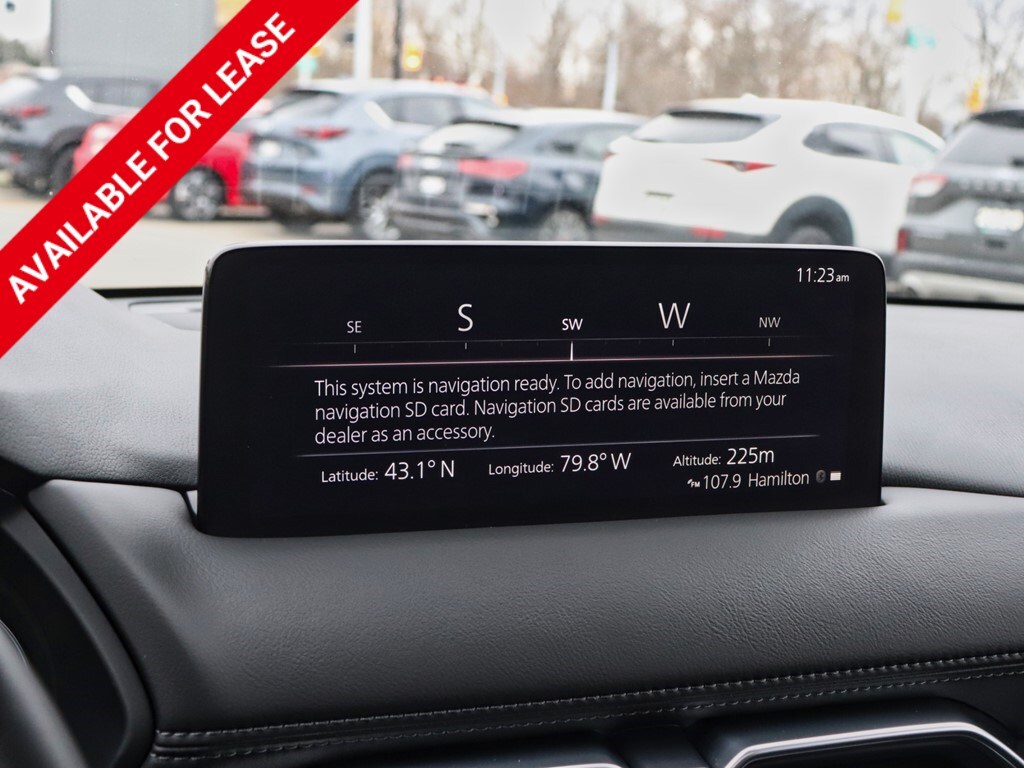 AVAILABLE FOR LEASE
11:23am
SE S SW W NW
This system is navigation ready. To add navigation, insert a Mazda
navigation SD card. Navigation SD cards are available from your
dealer as an accessory.
Latitude: 43.1° N Longitude: 79.8° W Altitude: 225m
FM 107.9 Hamilton